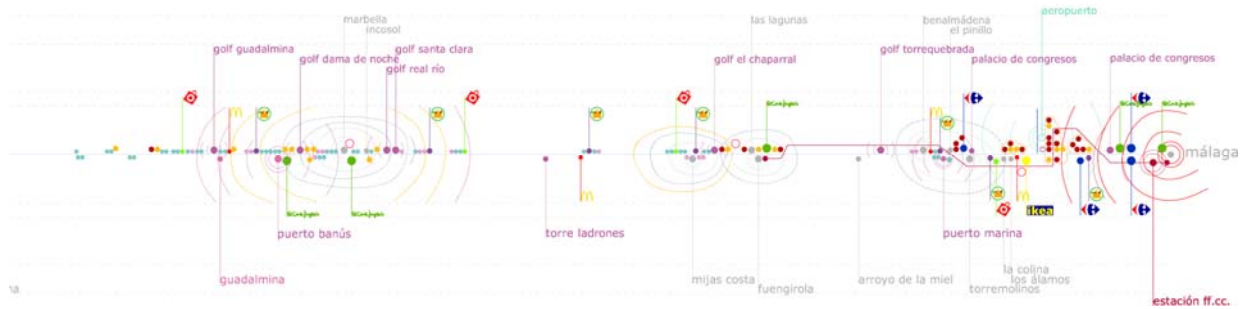 marbella
incosol
las lagunas
benalmádena
el pinillo
aeropuerto
golf guadalmina
golf santa clara
golf dama de noche
golf real río
golf el chaparral
golf torrequebrada
palacio de congresos
palacio de congresos
málaga
ikea
puerto banús
torre ladrones
puerto marina
guadalmina
mijas costa
fuengirola
arroyo de la miel
la colina
los álamos
torremolinos
estación ff.cc.